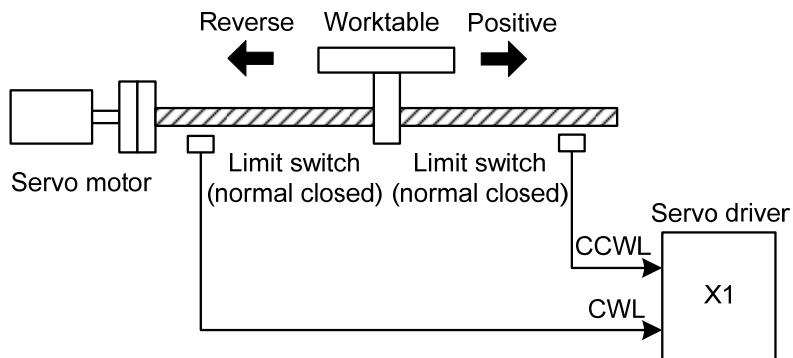 Reverse Worktable Positive
Servo motor
Limit switch
(normal closed)
Limit switch
(normal closed)
Servo driver
CCWL
X1
CWL